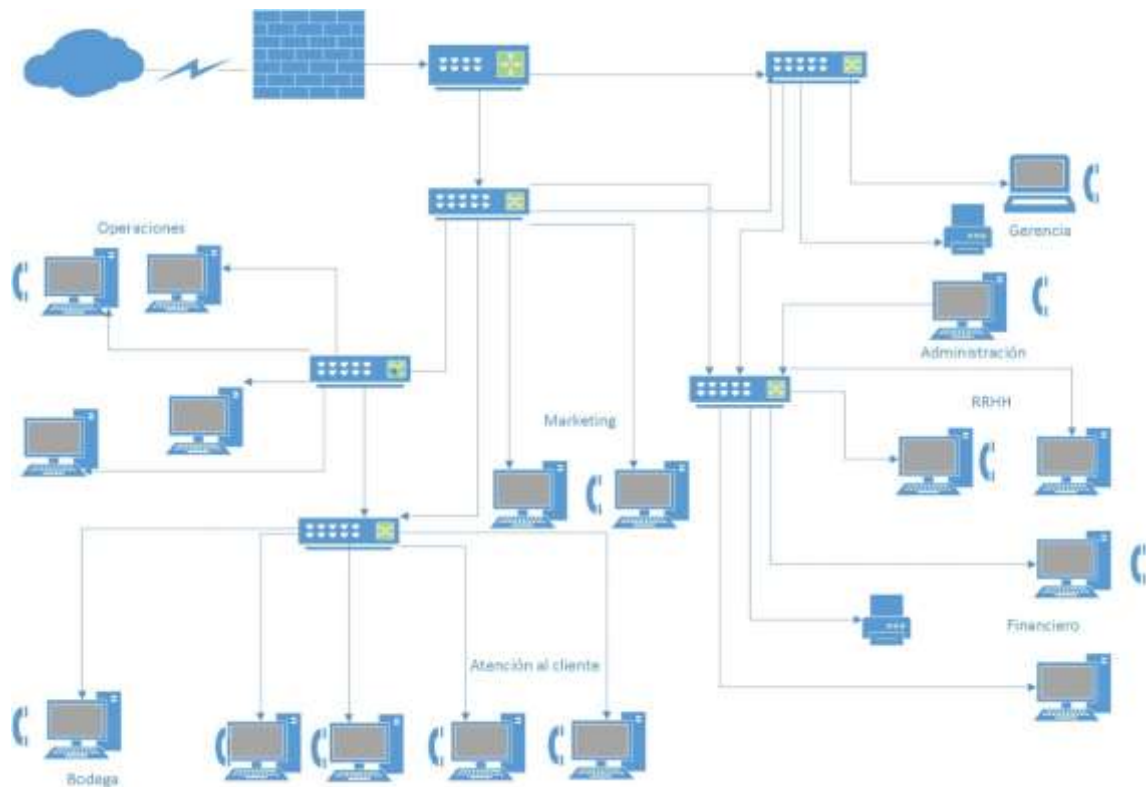 Operaciones
Gerencia
Administración
RRHH
Marketing
Financiero
Atención al cliente
Bodega